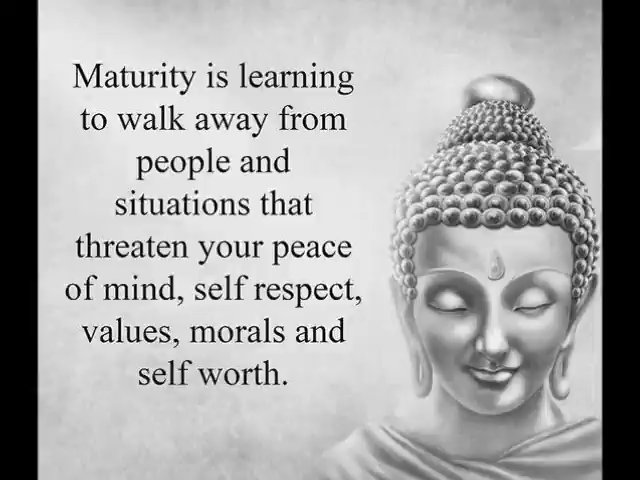 Maturity is learning
to walk away from
people and
situations that
threaten your peace
of mind, self respect,
values, morals and
self worth.